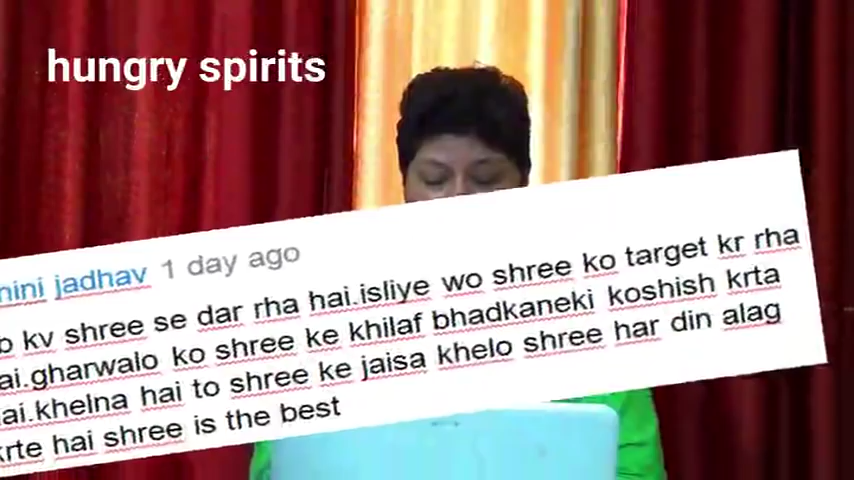 hungry spirits
jadhav 1 day ago
kv shree se dar rha hai.isliye wo shree ko target kr rha
gharwalo ko shree ke khilaf bhadkaneki koshish krta
khelna hai to shree ke jaisa khelo shree har din alag
krte hai shree is the best